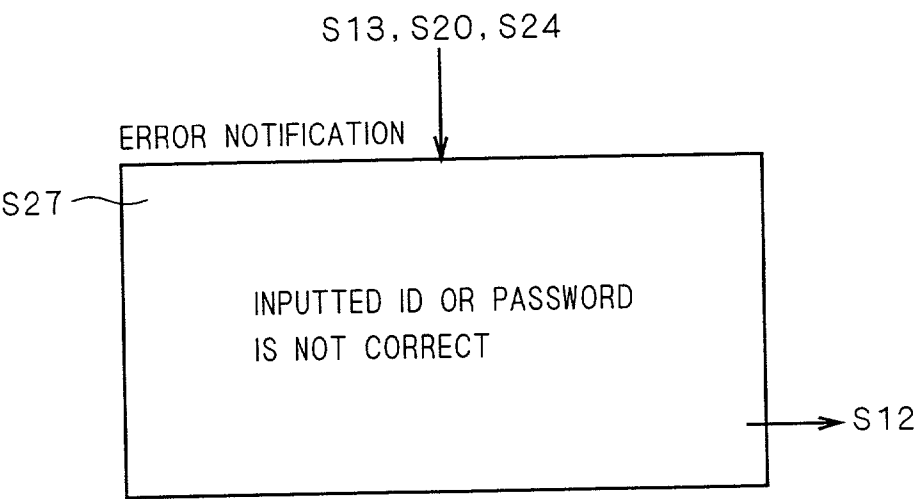 S13, S20, S24
ERROR NOTIFICATION
S27
INPUTTED ID OR PASSWORD
IS NOT CORRECT
S12